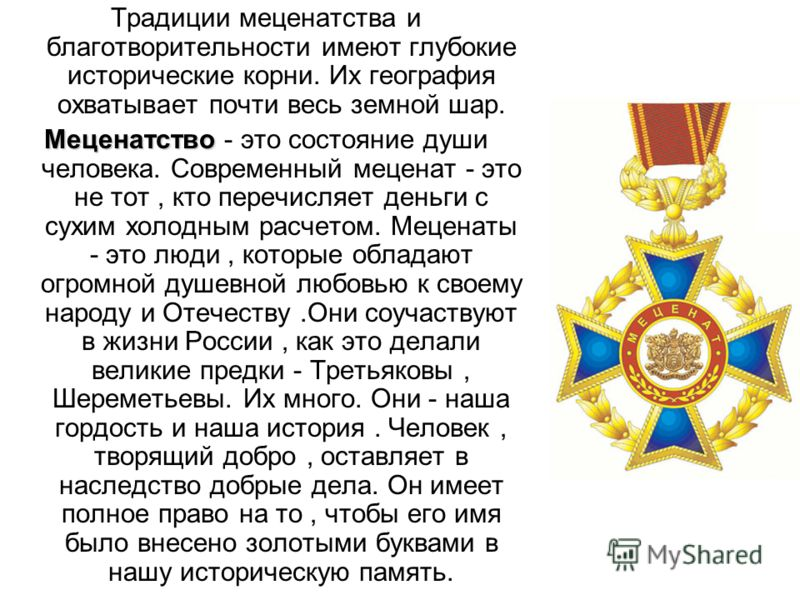 Традиции меценатства и
благотворительности имеют глубокие
исторические корни. Их география
охватывает почти весь земной шар.
Меценатство - это состояние души
человека. Современный меценат - это
не тот , кто перечисляет деньги с
сухим холодным расчетом. Меценаты
- это люди , которые обладают
огромной душевной любовью к своему
народу и Отечеству .Они соучаствуют
в жизни России , как это делали
великие предки - Третьяковы ,
Шереметьевы. Их много. Они - наша
гордость и наша история . Человек ,
творящий добро , оставляет в
наследство добрые дела. Он имеет
полное право на то , чтобы его имя
было внесено золотыми буквами в
нашу историческую память.
МЕЦЕНАТ
MyShared